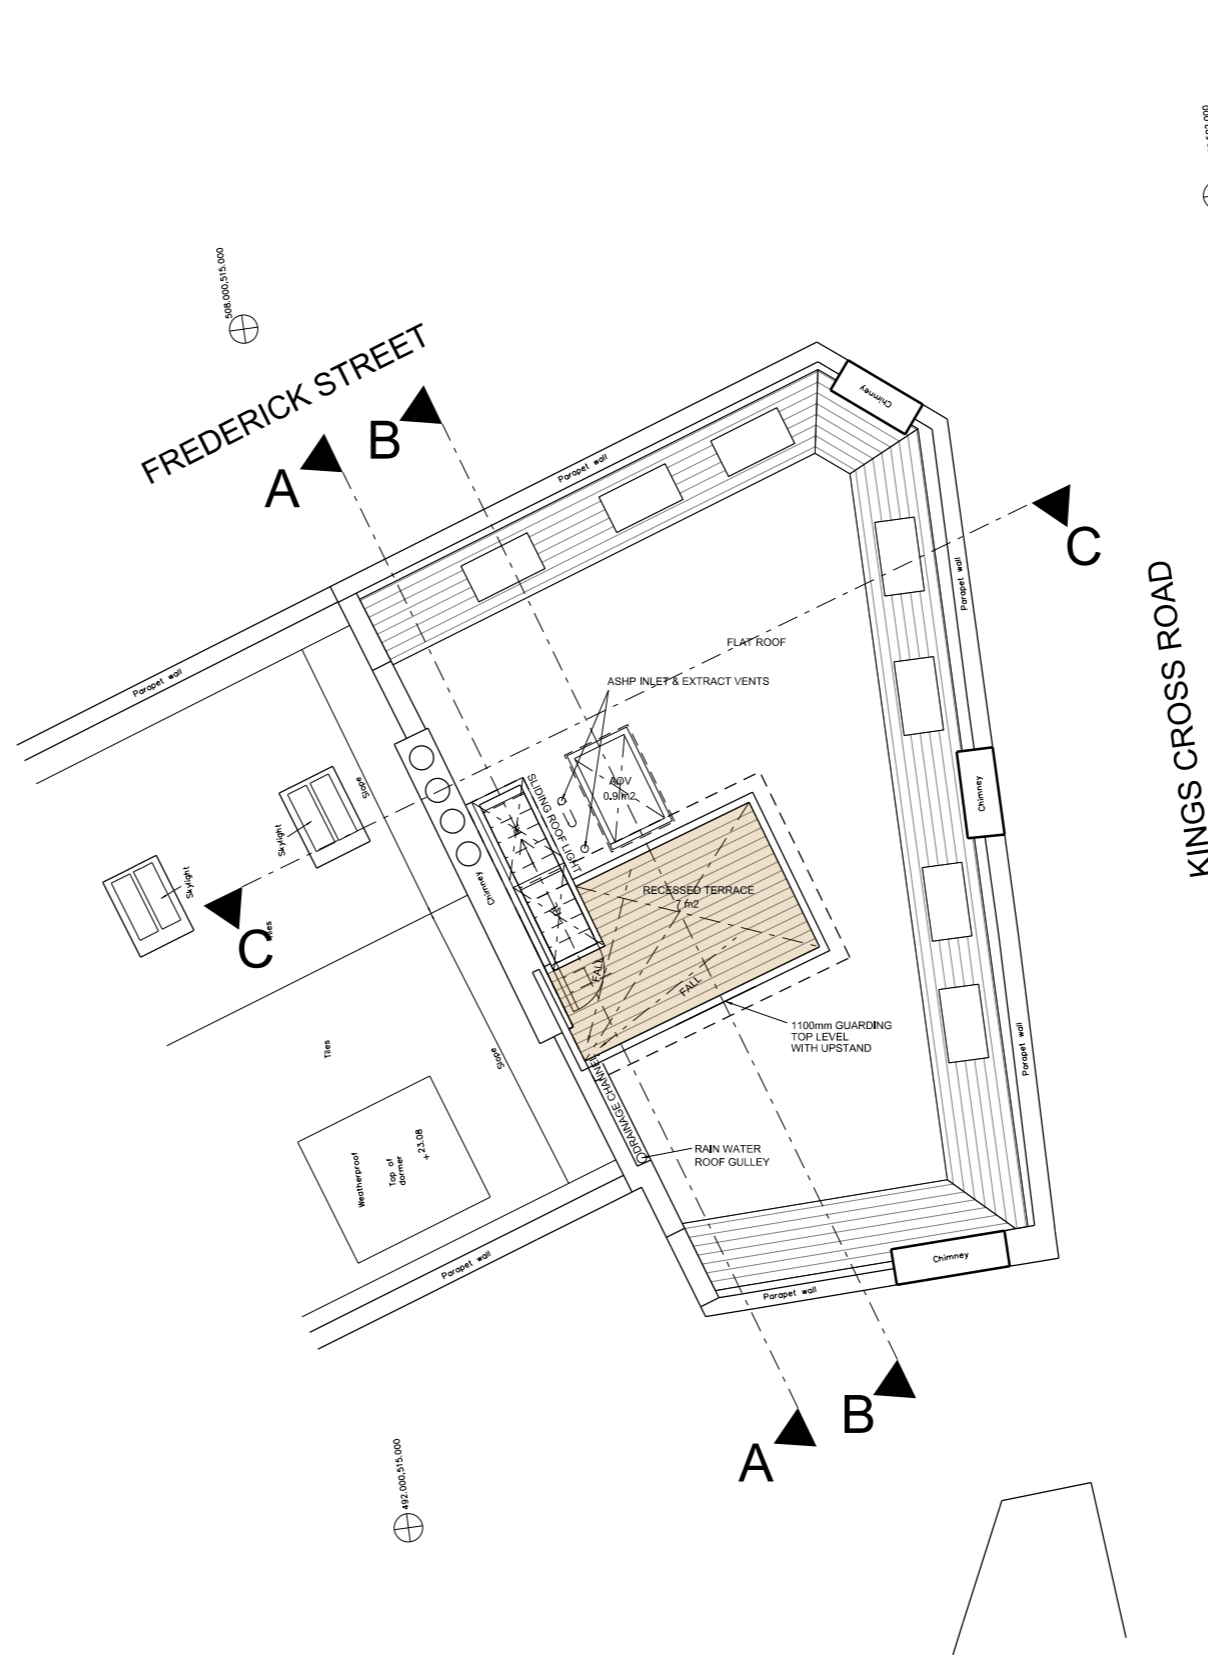 508.000,515.000
FREDERICK STREET
A
B
Parapet wall
Chimney
C
KINGS CROSS ROAD
Parapet wall
FLAT ROOF
ASHP INLET & EXTRACT VENTS
Parapet wall
Slope
Skylight
Skylight
C
Chimney
SLIDING ROOF LIGHT
AOV
0.9m2
Chimney
RECESSED TERRACE
7 m2
FALL
FALL
1100mm GUARDING
TOP LEVEL
WITH UPSTAND
Tiles
Tiles
Slope
DRAINAGE CHANNEL
RAIN WATER
ROOF GULLEY
Parapet wall
Weatherproof
Top of
dormer
+23.08
Parapet wall
Chimney
Parapet wall
B
A
492.000,515.000